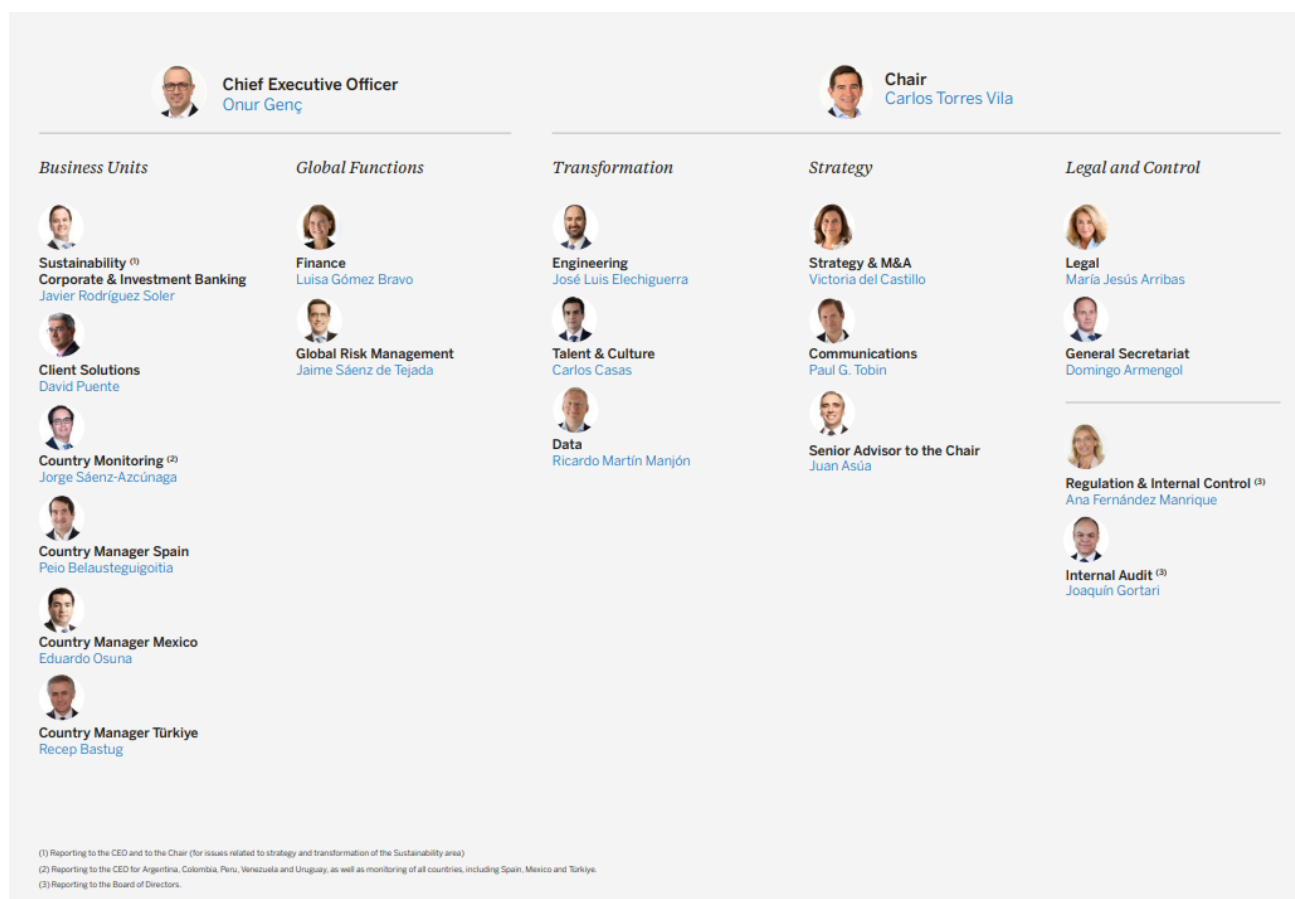 Chief Executive Officer
Onur Genç
Chair
Carlos Torres Vila
Business Units
Sustainability (1)
Corporate & Investment Banking
Javier Rodríguez Soler
Client Solutions
David Puente
Country Monitoring (2)
Jorge Sáenz-Azcúnaga
Country Manager Spain
Peio Belausteguigoitia
Country Manager Mexico
Eduardo Osuna
Country Manager Türkiye
Recep Bastug
Global Functions
Finance
Luisa Gómez Bravo
Global Risk Management
Jaime Sáenz de Tejada
Transformation
Engineering
José Luis Elechiguerra
Talent & Culture
Carlos Casas
Data
Ricardo Martín Manjón
Strategy
Strategy & M&A
Victoria del Castillo
Communications
Paul G. Tobin
Senior Advisor to the Chair
Juan Asúa
Legal and Control
Legal
María Jesús Arribas
General Secretariat
Domingo Armengol
Regulation & Internal Control (3)
Ana Fernández Manrique
Internal Audit (3)
Joaquín Gortari
(1) Reporting to the CEO and to the Chair (for issues related to strategy and transformation of the Sustainability area)
(2) Reporting to the CEO for Argentina, Colombia, Peru, Venezuela and Uruguay, as well as monitoring of all countries, including Spain, Mexico and Türkiye.
(3) Reporting to the Board of Directors.